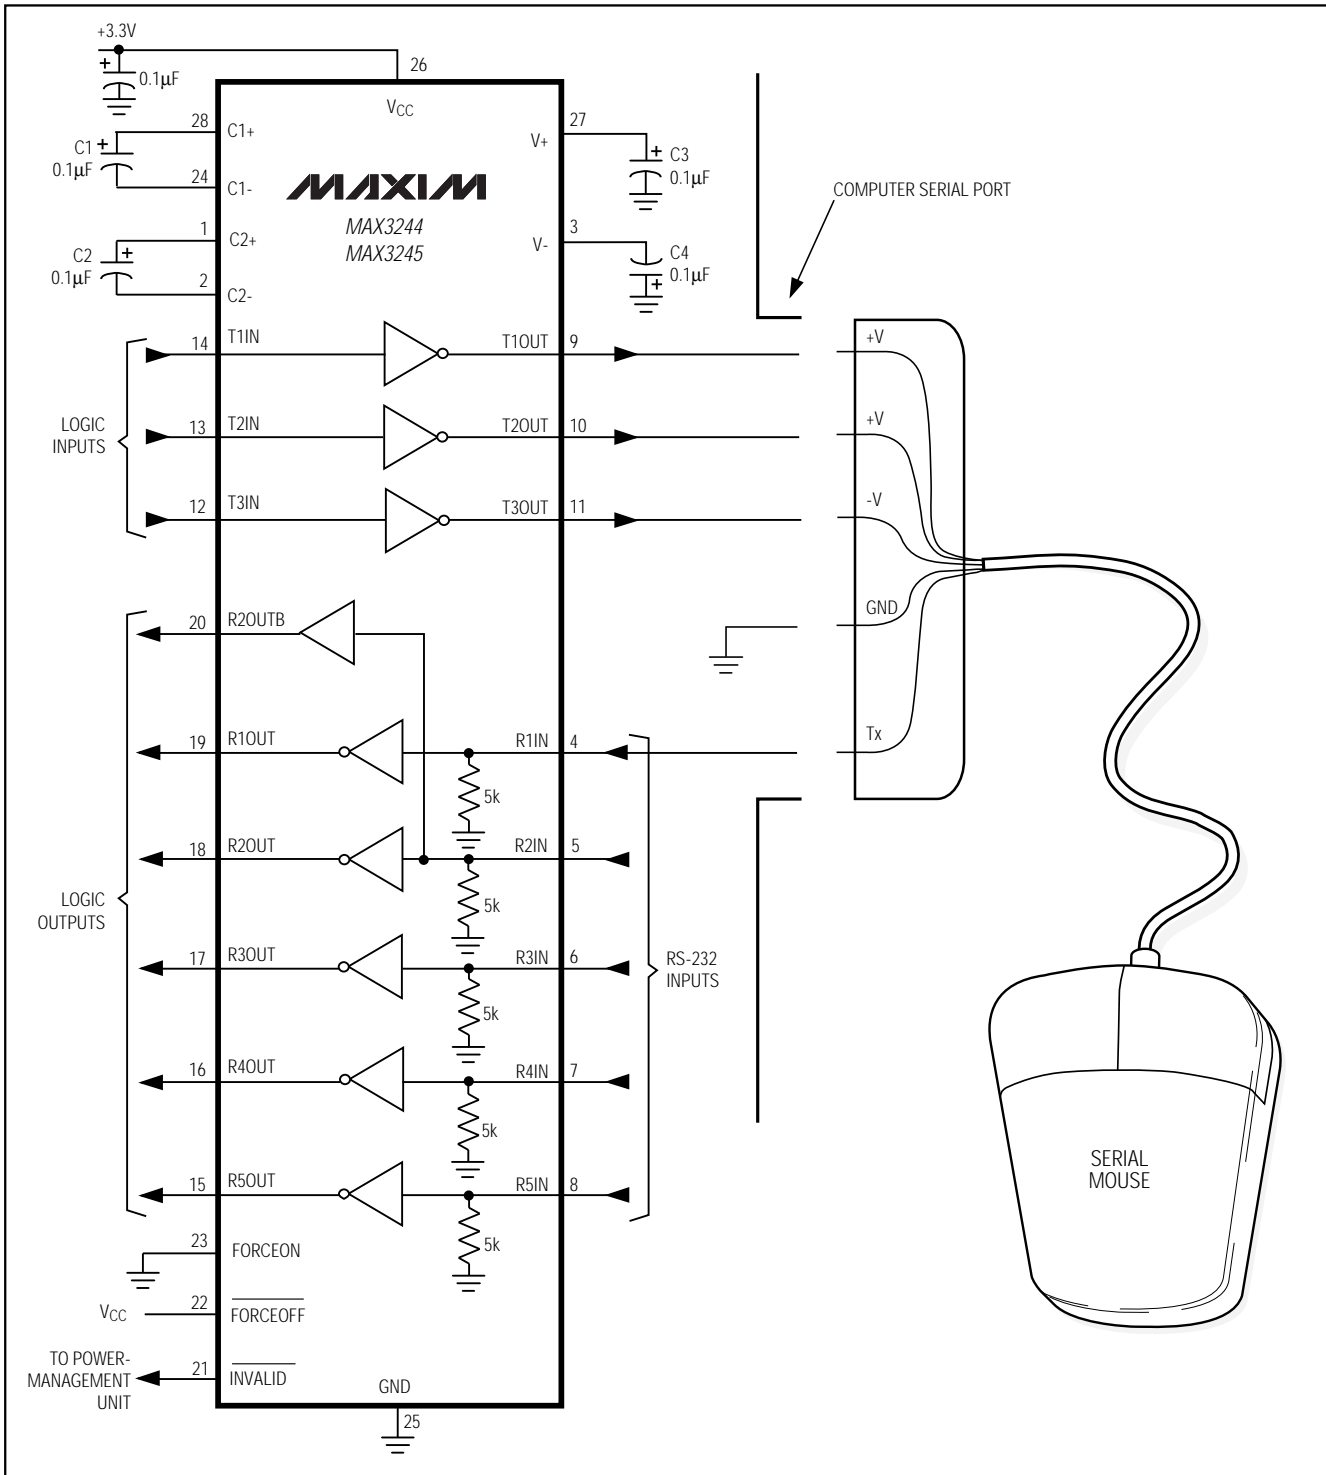 +3.3V
26
+
0.1µF
VCC
28
C1+
27
V+
C1
+
0.1µF
+
C3
0.1µF
24
C1-
MAXIM
COMPUTER SERIAL PORT
MAX3244
MAX3245
1
C2+
3
V-
C2
+
0.1µF
C4
0.1µF
+
2
C2-
14
T1IN
T1OUT
9
+V
LOGIC
INPUTS
13
T2IN
T2OUT
10
+V
12
T3IN
T3OUT
11
-V
20
R2OUTB
GND
19
R1OUT
R1IN
4
Tx
5k
18
R2OUT
R2IN
5
5k
LOGIC
OUTPUTS
17
R3OUT
R3IN
6
RS-232
INPUTS
5k
16
R4OUT
R4IN
7
5k
15
R5OUT
R5IN
8
5k
SERIAL
MOUSE
23
FORCEON
VCC
22
FORCEOFF
TO POWER-
MANAGEMENT
UNIT
21
INVALID
GND
25